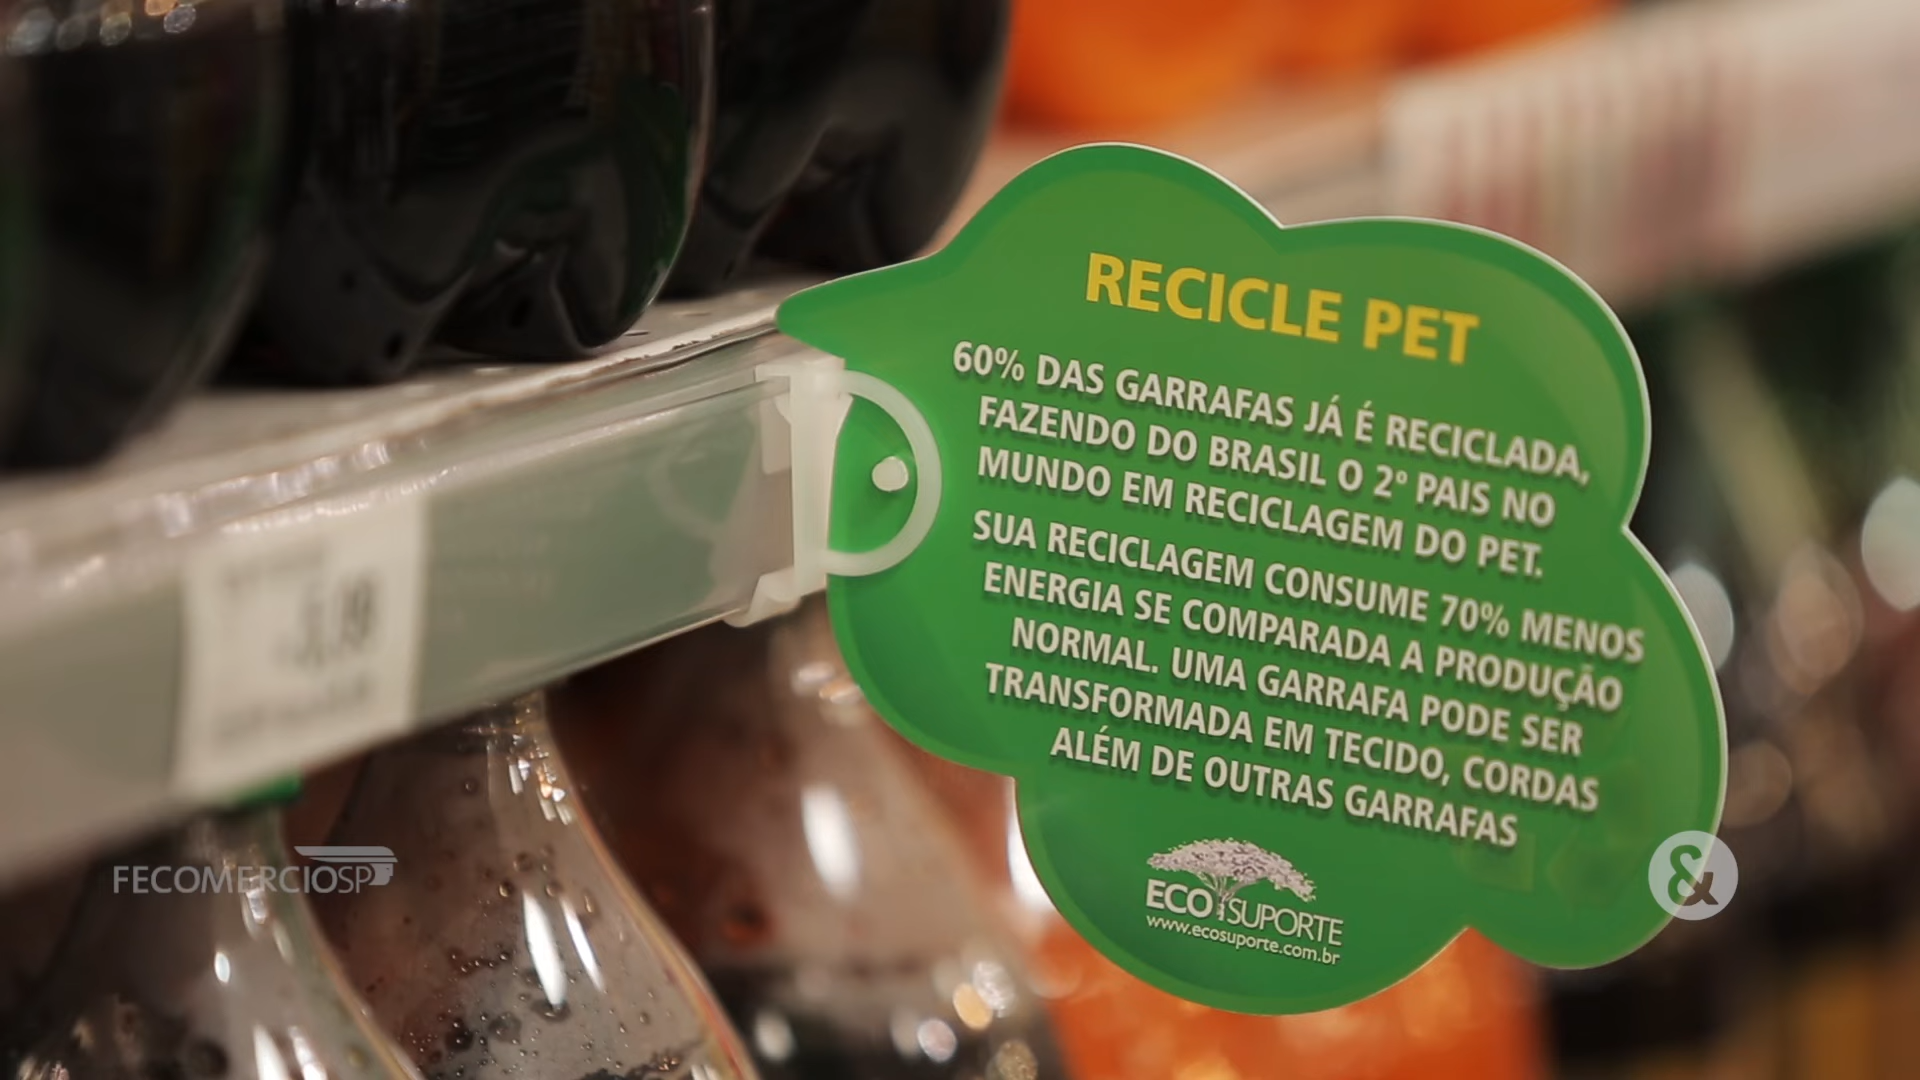 RECICLE PET
60% DAS GARRAFAS JÁ É RECICLADA,
FAZENDO DO BRASIL O 2º PAIS NO
MUNDO EM RECICLAGEM DO PET.
SUA RECICLAGEM CONSUME 70% MENOS
ENERGIA SE COMPARADA A PRODUÇÃO
NORMAL. UMA GARRAFA PODE SER
TRANSFORMADA EM TECIDO, CORDAS
ALÉM DE OUTRAS GARRAFAS
ECO SUPORTE
www.ecosuporte.com.br
FECOMERCIOSP
&